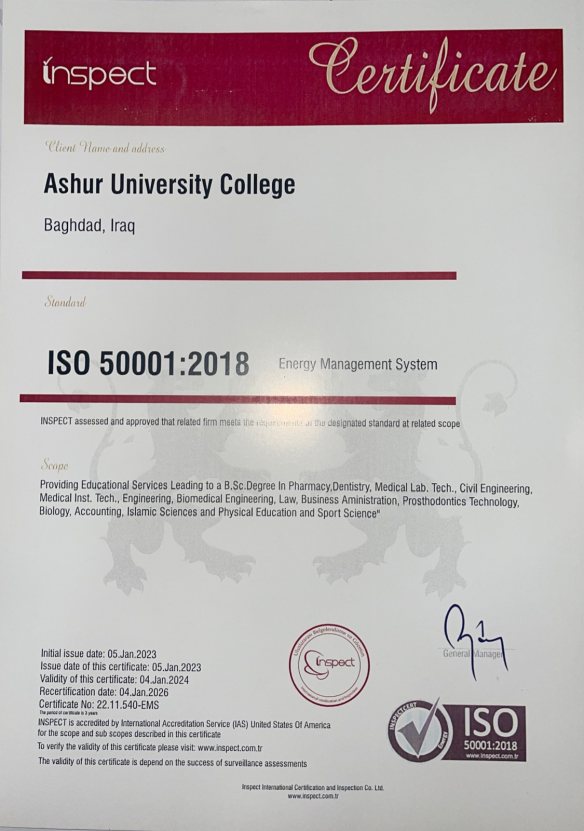 inspect
Certificate
Client Name and address
Ashur University College
Baghdad, Iraq
Standard
ISO 50001:2018 Energy Management System
INSPECT assessed and approved that related firm meets the requirements of the designated standard at related scope
Scope
Providing Educational Services Leading to a B.Sc.Degree In Pharmacy,Dentistry, Medical Lab. Tech., Civil Engineering,
Medical Inst. Tech., Engineering, Biomedical Engineering, Law, Business Aministration, Prosthodontics Technology,
Biology, Accounting, Islamic Sciences and Physical Education and Sport Science"
Initial issue date: 05.Jan.2023
Issue date of this certificate: 05.Jan.2023
Validity of this certificate: 04.Jan.2024
Recertification date: 04.Jan.2026
Certificate No: 22.11.540-EMS
The period of certificate is 3 years
INSPECT is accredited by International Accreditation Service (IAS) United States Of America
for the scope and sub scopes described in this certificate
To verify the validity of this certificate please visit: www.inspect.com.tr
The validity of this certificate is depend on the success of surveillance assessments
inspect
General Manager
INSPECTCERT
ENERGY
ISO
50001:2018
www.inspect.com.tr
Inspect International Certification and Inspection Co. Ltd.
www.inspect.com.tr